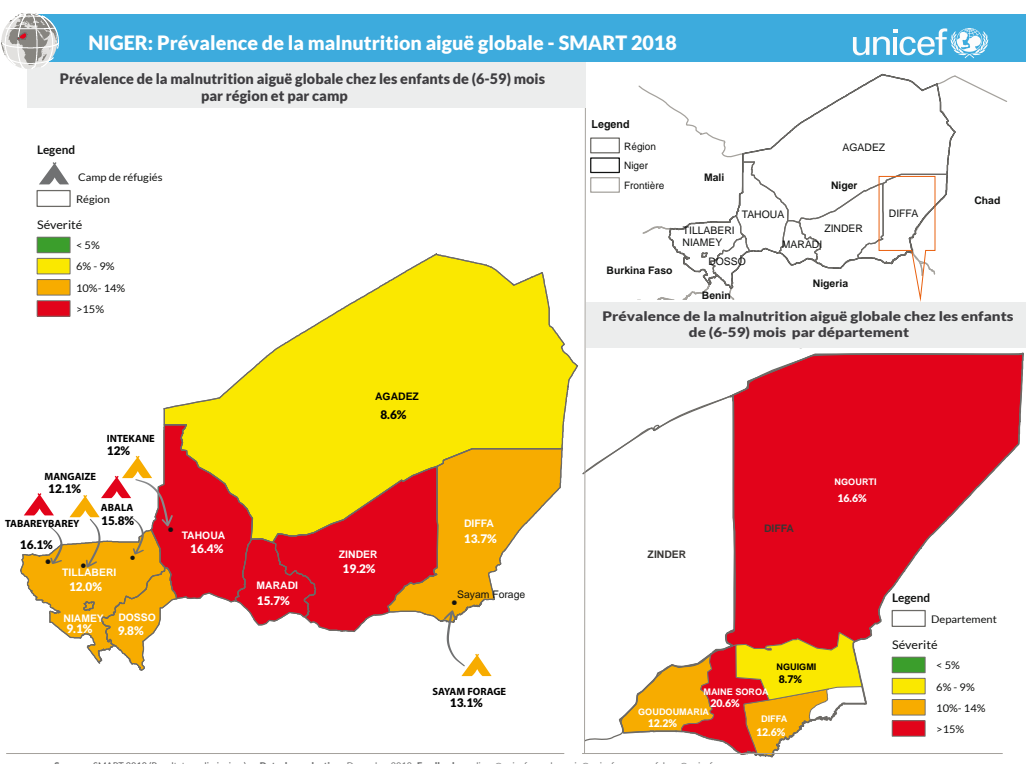 NIGER: Prévalence de la malnutrition aiguë globale - SMART 2018
unicef
Prévalence de la malnutrition aiguë globale chez les enfants de (6-59) mois
par région et par camp
Legend
Camp de réfugiés
Région
Sévérité
< 5%
6% - 9%
10%- 14%
>15%
AGADEZ
8.6%
INTEKANE
12%
MANGAIZE
12.1%
ABALA
15.8%
TABAREYBAREY
16.1%
TAHOUA
16.4%
TILLABERI
12.0%
NIAMEY
9.1%
DOSSO
9.8%
MARADI
15.7%
ZINDER
19.2%
DIFFA
13.7%
Sayam Forage
SAYAM FORAGE
13.1%
Legend
Région
Niger
Frontière
AGADEZ
Mali
Niger
Chad
TAHOUA
DIFFA
ZINDER
TILLABERI
NIAMEY
MARADI
DOSSO
Burkina Faso
Nigeria
Benin
Prévalence de la malnutrition aiguë globale chez les enfants
de (6-59) mois par département
NGOURTI
16.6%
DIFFA
ZINDER
NGUIGMI
8.7%
MAINE SOROA
20.6%
GOUDOUMARIA
12.2%
DIFFA
12.6%
Legend
Departement
Sévérité
< 5%
6% - 9%
10%- 14%
>15%